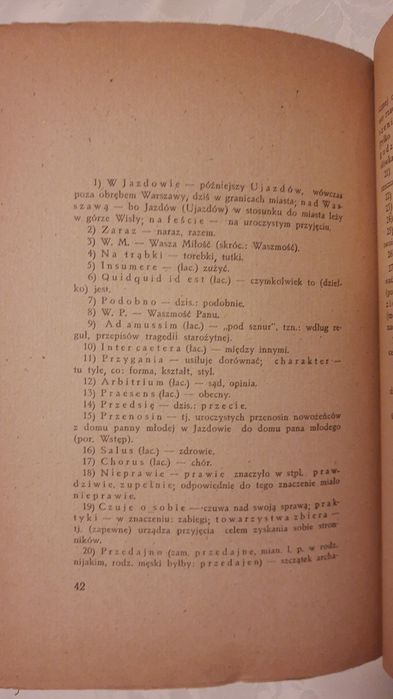 1) W Jazdowie — późniejszy Ujazdów, wówczas
poza obrębem Warszawy, dziś w granicach miasta; nad War-
szawą — bo Jazdów (Ujazdów) w stosunku do miasta leży
w górze Wisły; na feście — na uroczystym przyjęciu.
2) Zaraz — naraz, razem.
3) W. M. — Wasza Miłość (skróc.: Waszmość).
4) Na trąbki — torebki, tutki.
5) Insumere — (łac.) zużyć.
6) Quidquid id est (łac.) — czymkolwiek to (dzieł-
ko) jest.
7) Podobno — dzis.: podobnie.
8) W. P. — Waszmość Panu.
9) Adamussim (łac.) — „pod sznur", tzn.: według re-
guł, przepisów tragedii starożytnej.
10) Inter caetera (łac.) — między innymi.
11) Przygania — usiłuje dorównać; charakter —
tu tyle, co: forma, kształt, styl.
12) Arbitrium (łac.) — sąd, opinia.
13) Praesens (łac.) — obecny.
14) Przedsię — dzis.: przecie.
15) Przenosin — tj. uroczystych przenosin nowożeńców
z domu panny młodej w Jazdowie do domu pana młodego
(por. Wstęp).
16) Salus (łac.) — zdrowie.
17) Chorus (łac.) — chór.
18) Nieprawie — prawie znaczyło w stpl. praw-
dziwie, zupełnie; odpowiednie do tego znaczenie miało
nieprawie.
19) Czuje o sobie — czuwa nad swoją sprawą; prak-
tyki — w znaczeniu: zabiegi; towarzystwa zbiera —
tj. (zapewne) urządza przyjęcia celem zyskania sobie stron-
ników.
20) Przedajno (zam. przedajne, mian. l. p. w rodz.
nijakim, rodz. męski byłby: przedajen) — szczątek archa-
42